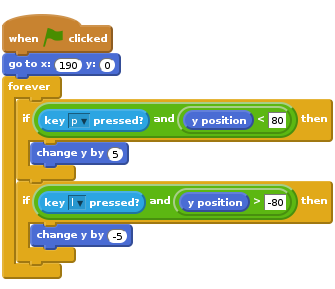 when clicked
go to x: 190 y: 0
forever
if key p pressed? and y position < 80 then
change y by 5
if key l pressed? and y position > -80 then
change y by -5